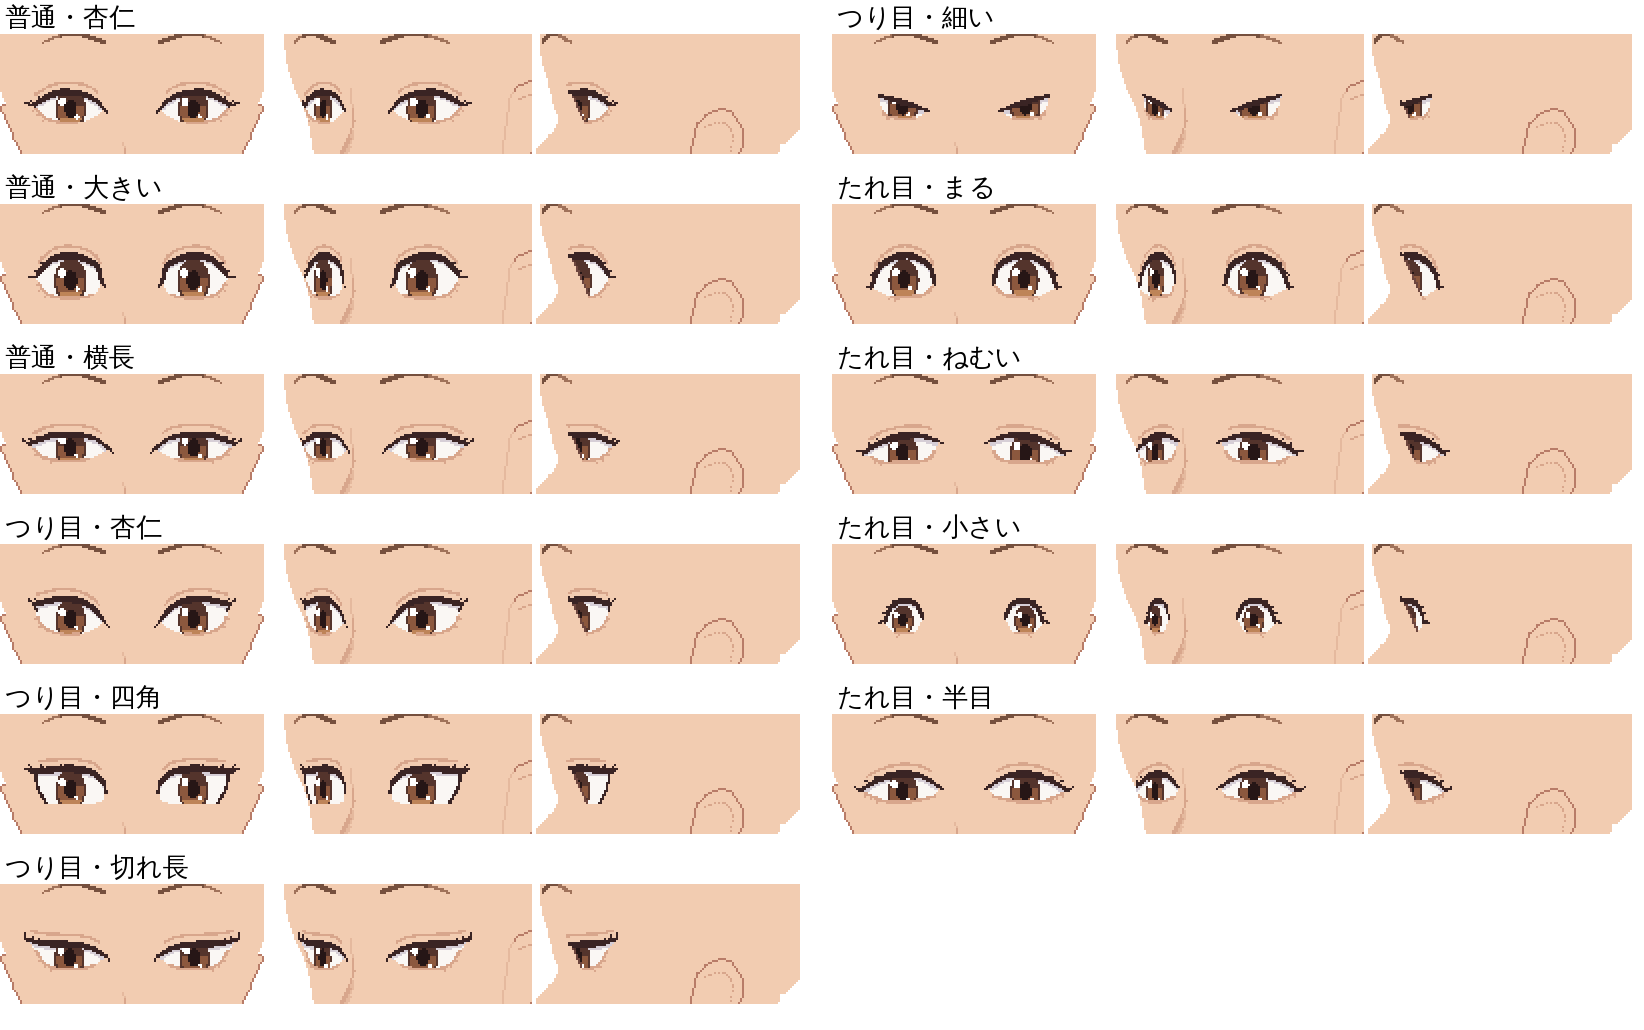 普通・杏仁
普通・大きい
普通・横長
つり目・杏仁
つり目・四角
つり目・切れ長
つり目・細い
たれ目・まる
たれ目・ねむい
たれ目・小さい
たれ目・半目